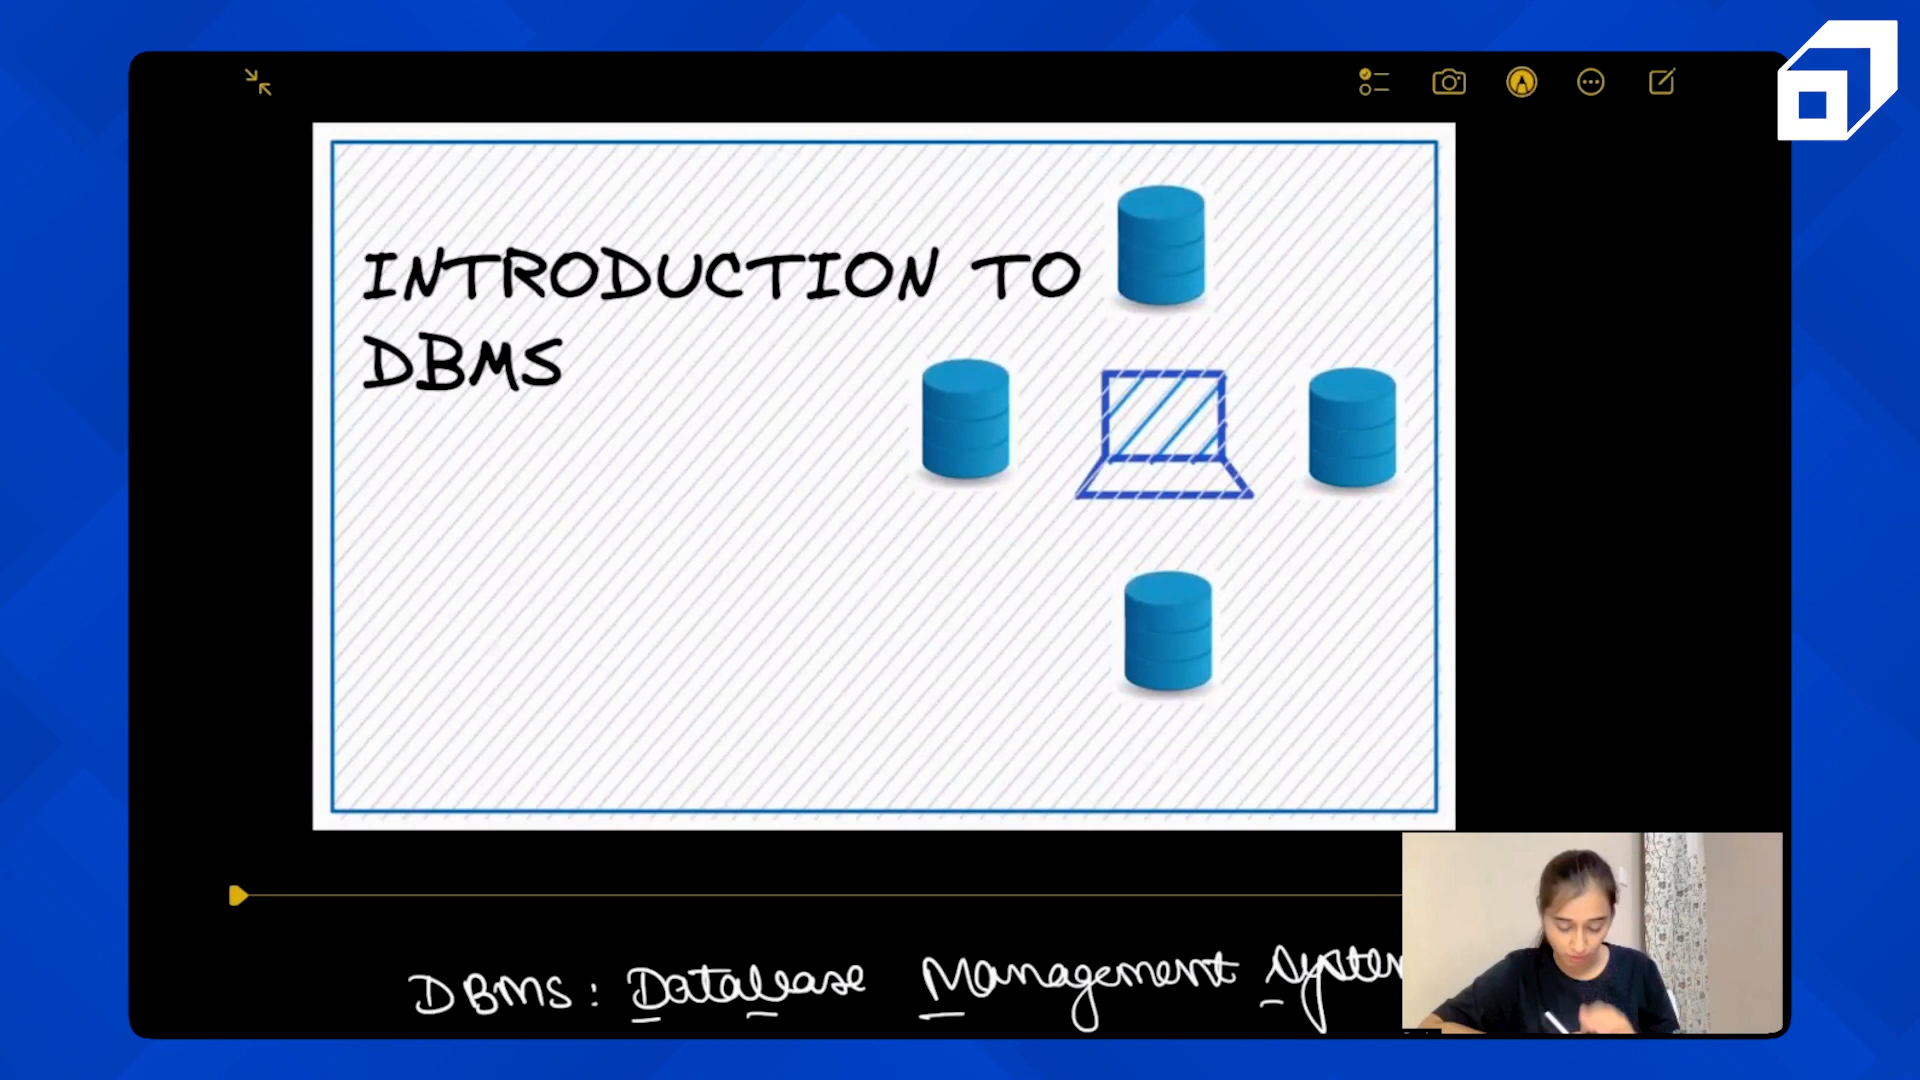 INTRODUCTION TO
DBMS
DBMS: Database Management